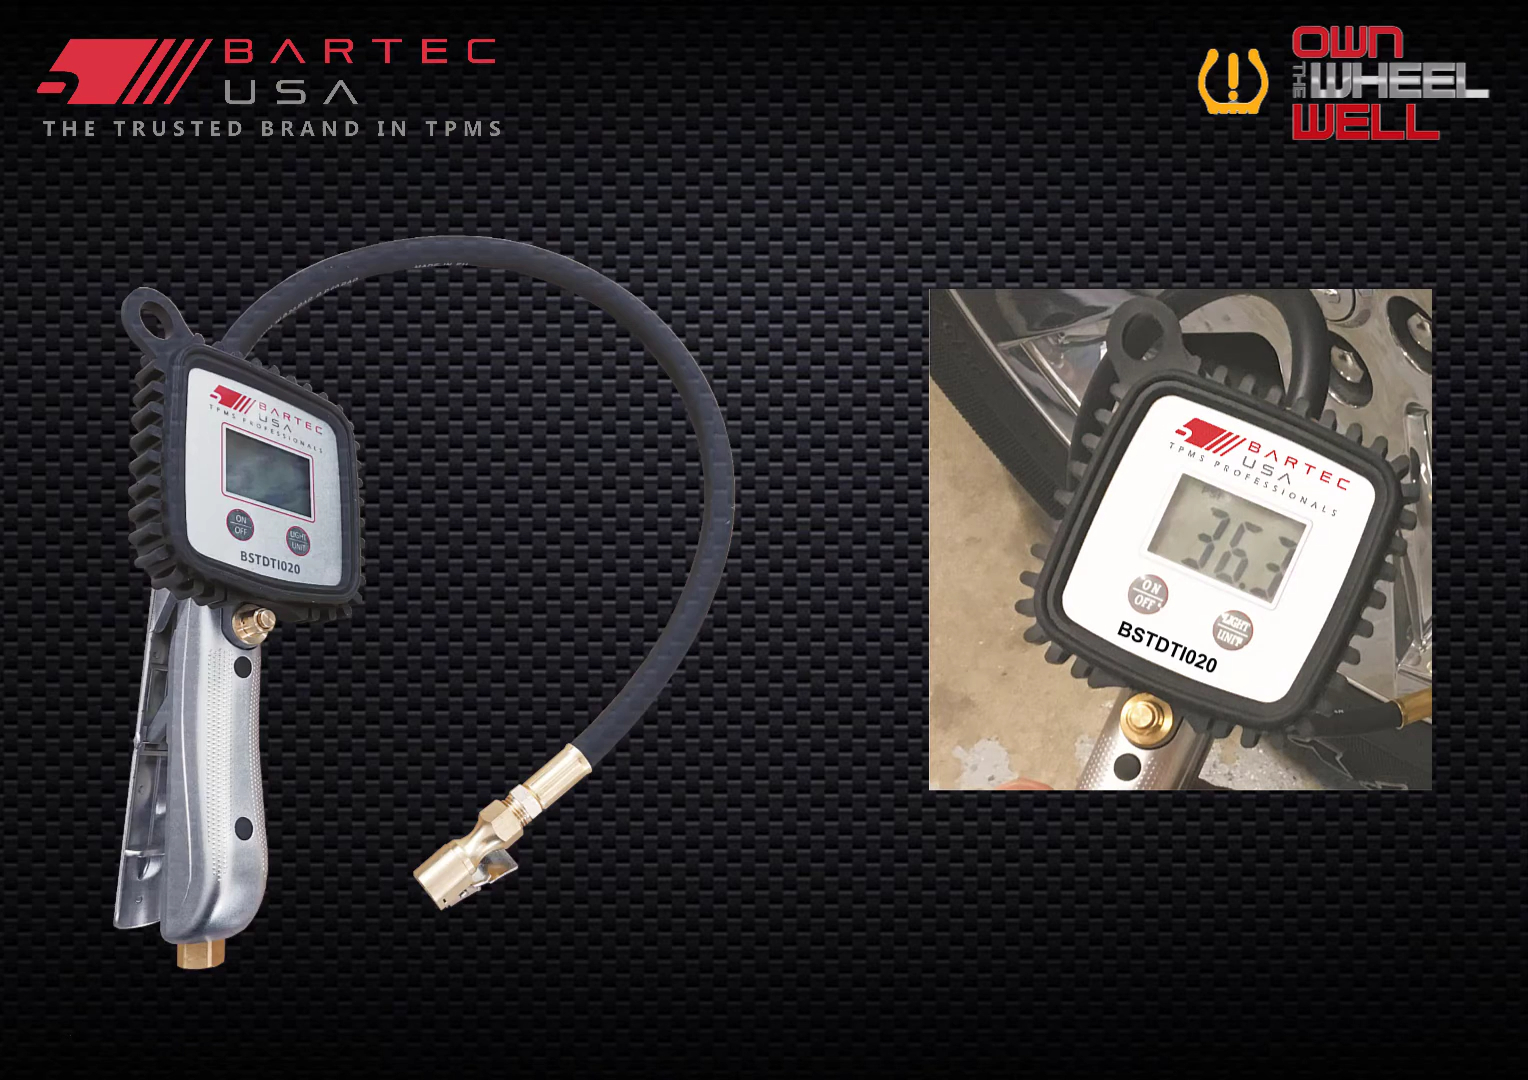 BARTEC
USA
THE TRUSTED BRAND IN TPMS
OWN
THE WHEEL
WELL
BARTEC
USA
TPMS PROFESSIONALS
ON
OFF
LIGHT
UNIT
BSTDTI020
BARTEC
USA
TPMS PROFESSIONALS
36.3
ON
OFF
LIGHT
UNIT
BSTDTI020